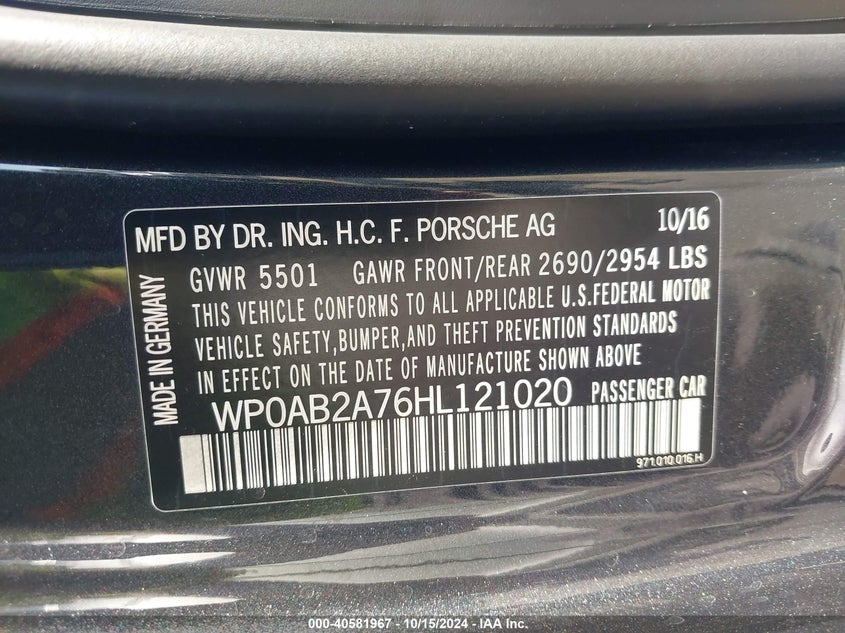 MFD BY DR. ING. H.C. F. PORSCHE AG 10/16
MADE IN GERMANY
GVWR 5501 GAWR FRONT/REAR 2690/2954 LBS
THIS VEHICLE CONFORMS TO ALL APPLICABLE U.S.FEDERAL MOTOR
VEHICLE SAFETY,BUMPER,AND THEFT PREVENTION STANDARDS
IN EFFECT ON THE DATE OF MANUFACTURE SHOWN ABOVE
WP0AB2A76HL121020 PASSENGER CAR
971.010.016.H
000-40581967 - 10/15/2024 - IAA Inc.